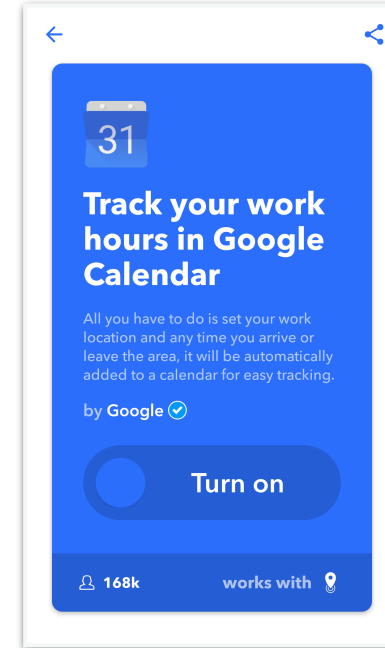 31
Track your work
hours in Google
Calendar
All you have to do is set your work
location and any time you arrive or
leave the area, it will be automatically
added to a calendar for easy tracking.
by Google
Turn on
168k works with